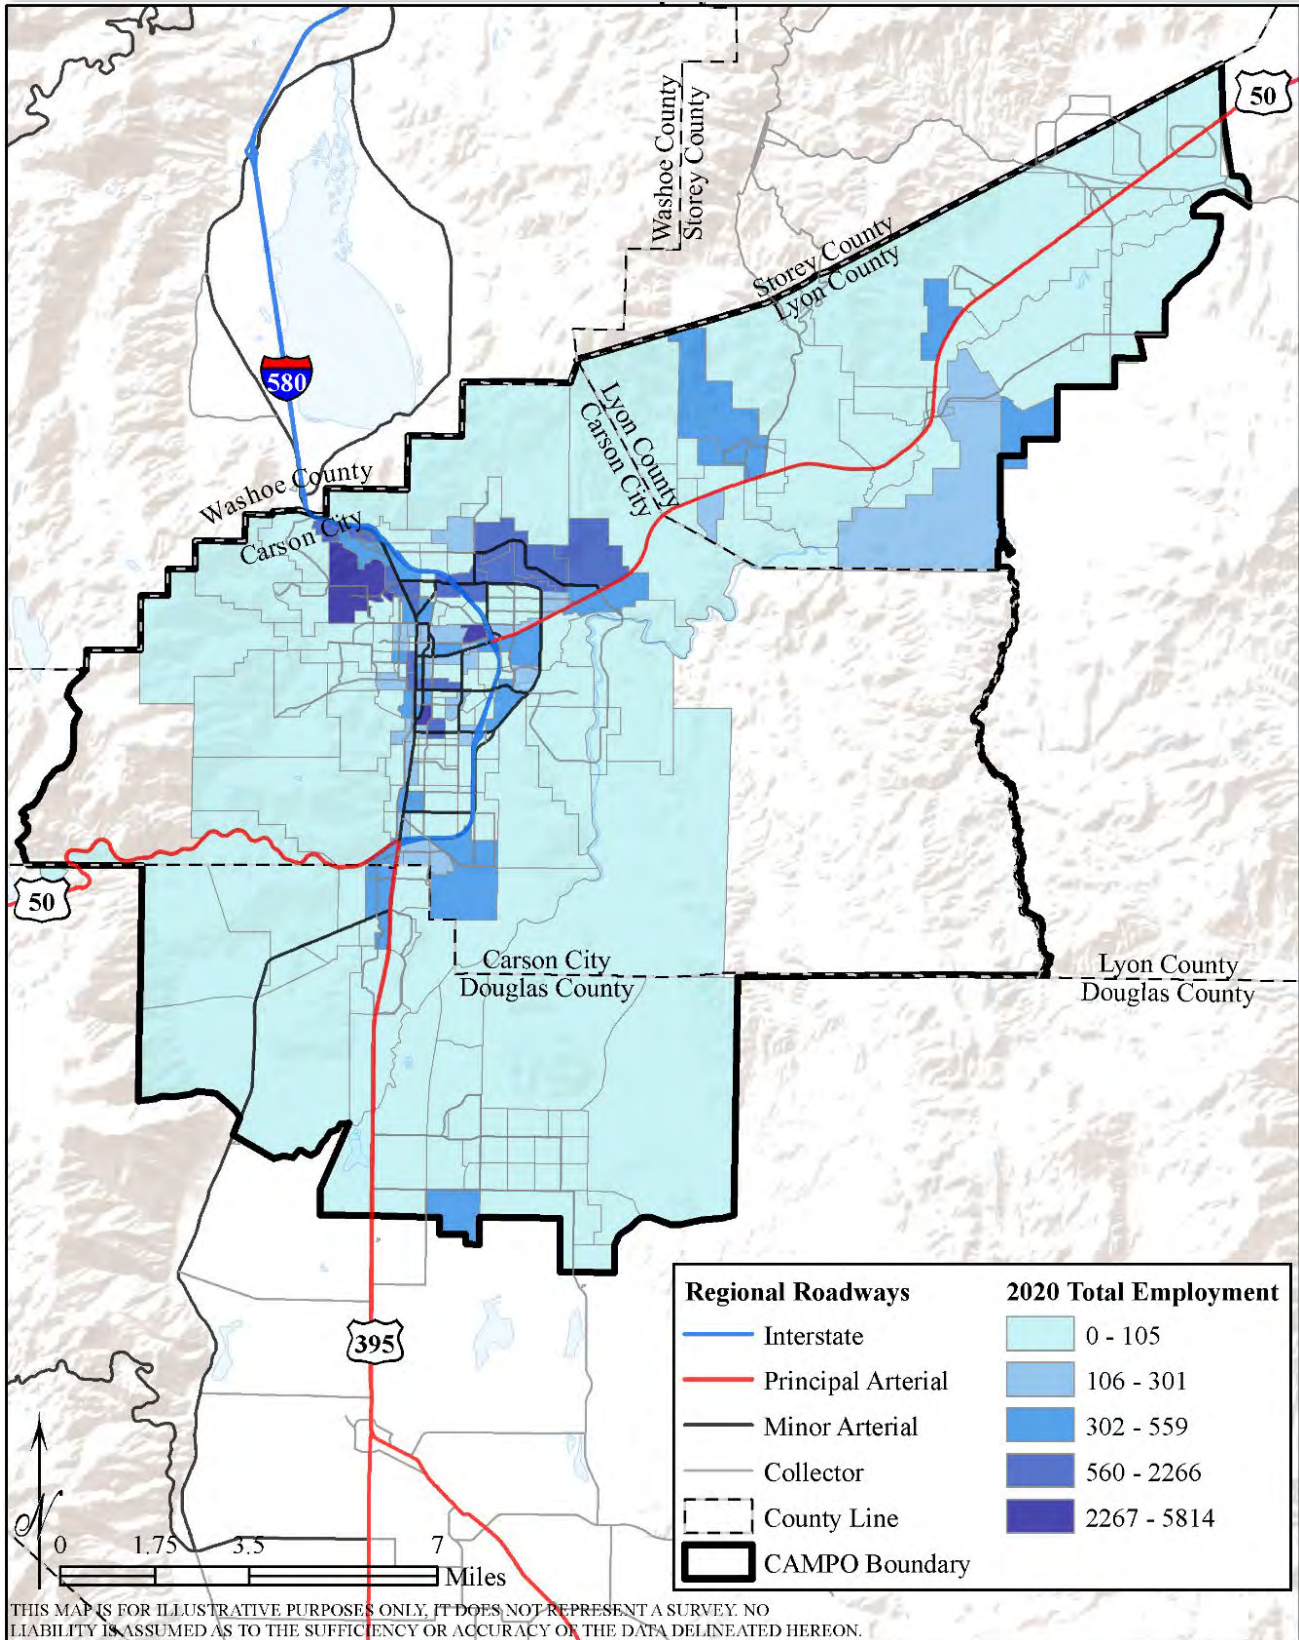 50
Washoe County
Storey County
Storey County
Lyon County
580
Lyon County
Carson City
Washoe County
Carson City
50
Carson City
Douglas County
Lyon County
Douglas County
395
Regional Roadways
Interstate
Principal Arterial
Minor Arterial
Collector
County Line
CAMPO Boundary
2020 Total Employment
0 - 105
106 - 301
302 - 559
560 - 2266
2267 - 5814
N
0 1.75 3.5 7
Miles
THIS MAP IS FOR ILLUSTRATIVE PURPOSES ONLY, IT DOES NOT REPRESENT A SURVEY. NO
LIABILITY IS ASSUMED AS TO THE SUFFICIENCY OR ACCURACY OF THE DATA DELINEATED HEREON.